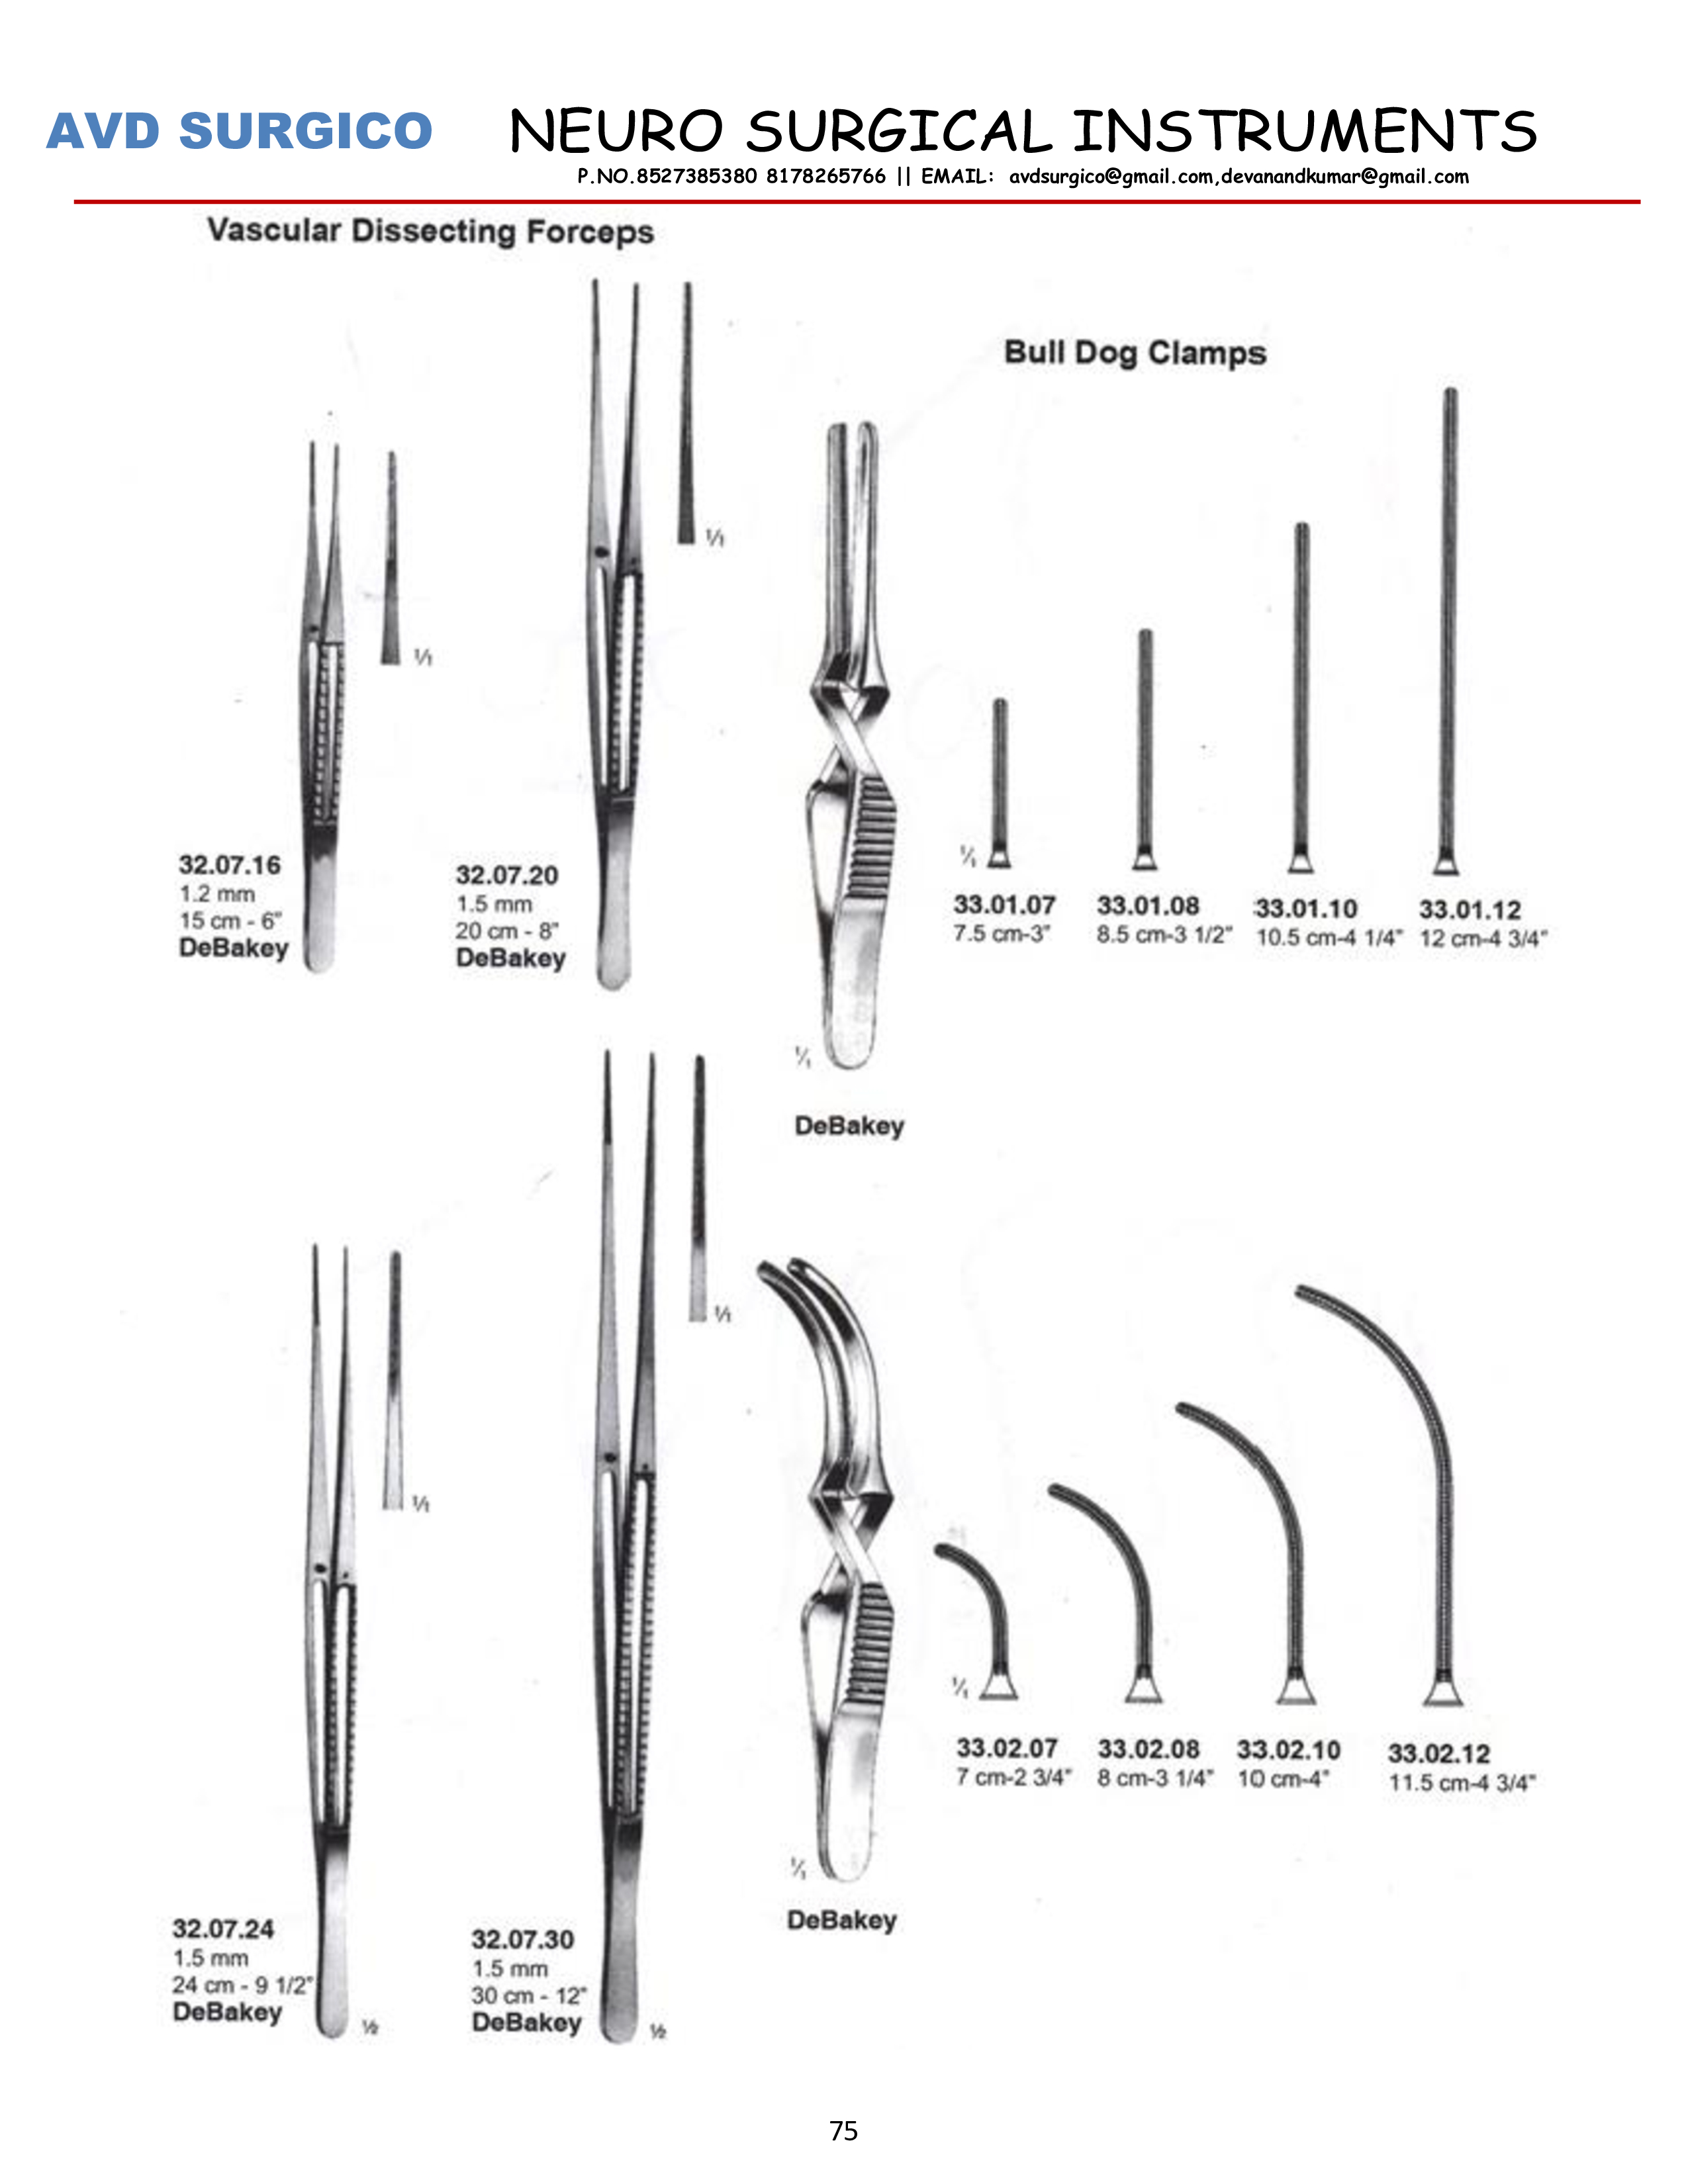 AVD SURGICO NEURO SURGICAL INSTRUMENTS
P.NO.8527385380 8178265766 || EMAIL: avdsurgico@gmail.com,devanandkumar@gmail.com
Vascular Dissecting Forceps
1/1
1/1
32.07.16
1.2 mm
15 cm - 6"
DeBakey
32.07.20
1.5 mm
20 cm - 8"
DeBakey
Bull Dog Clamps
1/1
DeBakey
1/1
33.01.07
7.5 cm-3"
33.01.08
8.5 cm-3 1/2"
33.01.10
10.5 cm-4 1/4"
33.01.12
12 cm-4 3/4"
1/1
1/1
32.07.24
1.5 mm
24 cm - 9 1/2"
DeBakey
1/2
32.07.30
1.5 mm
30 cm - 12"
DeBakey
1/2
1/1
DeBakey
1/1
33.02.07
7 cm-2 3/4"
33.02.08
8 cm-3 1/4"
33.02.10
10 cm-4"
33.02.12
11.5 cm-4 3/4"
75